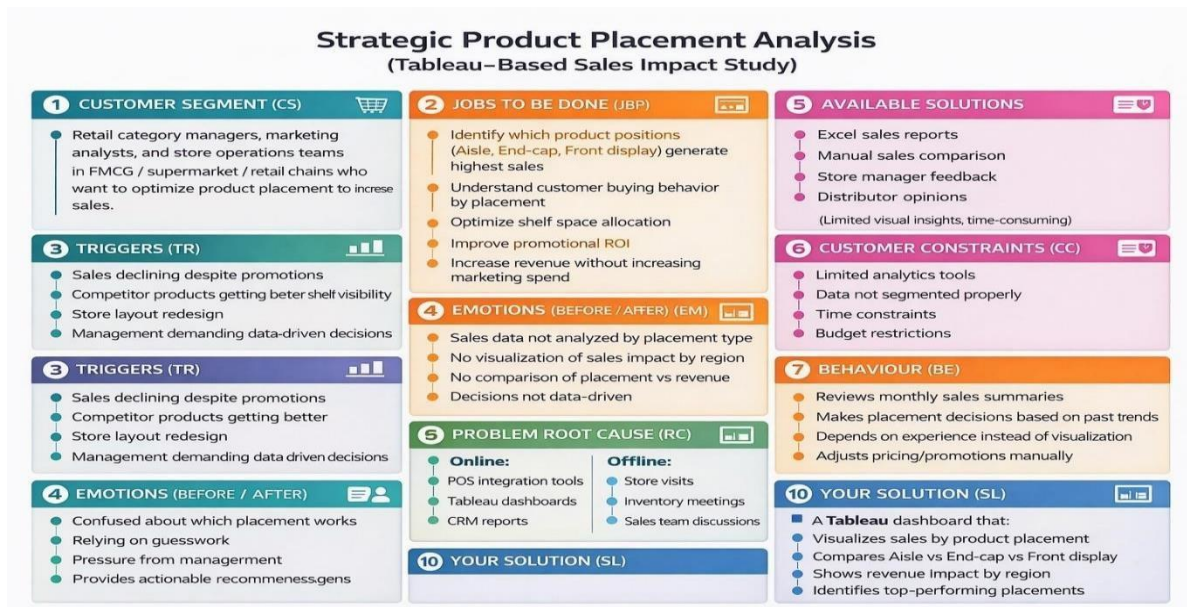 Strategic Product Placement Analysis
(Tableau-Based Sales Impact Study)
1 CUSTOMER SEGMENT (CS)
Retail category managers, marketing
analysts, and store operations teams
in FMCG / supermarket / retail chains who
want to optimize product placement to increse
sales.
3 TRIGGERS (TR)
Sales declining despite promotions
Competitor products getting beter shelf visibility
Store layout redesign
Management demanding data-driven decisions
3 TRIGGERS (TR)
Sales declining despite promotions
Competitor products getting better
Store layout redesign
Management demanding data driven decisions
4 EMOTIONS (BEFORE / AFTER)
Confused about which placement works
Relying on guesswork
Pressure from managerment
Provides actionable recommenessgens
2 JOBS TO BE DONE (JBP)
Identify which product positions
(Aisle, End-cap, Front display) generate
highest sales
Understand customer buying behavior
by placement
Optimize shelf space allocation
Improve promotional ROI
Increase revenue without increasing
marketing spend
4 EMOTIONS (BEFORE / AFFER) (EM)
Sales data not analyzed by placement type
No visualization of sales impact by region
No comparison of placement vs revenue
Decisions not data-driven
5 PROBLEM ROOT CAUSE (RC)
Online:
POS integration tools
Tableau dashboards
CRM reports
Offline:
Store visits
Inventory meetings
Sales team discussions
10 YOUR SOLUTION (SL)
5 AVAILABLE SOLUTIONS
Excel sales reports
Manual sales comparison
Store manager feedback
Distributor opinions
(Limited visual insights, time-consuming)
6 CUSTOMER CONSTRAINTS (CC)
Limited analytics tools
Data not segmented properly
Time constraints
Budget restrictions
7 BEHAVIOUR (BE)
Reviews monthly sales summaries
Makes placement decisions based on past trends
Depends on experience instead of visualization
Adjusts pricing/promotions manually
10 YOUR SOLUTION (SL)
A Tableau dashboard that:
Visualizes sales by product placement
Compares Aisle vs End-cap vs Front display
Shows revenue Impact by region
Identifies top-performing placements